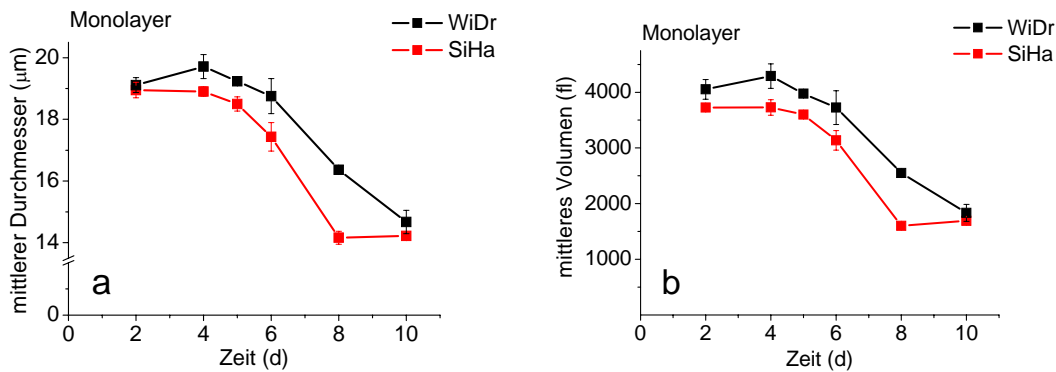 Monolayer
WiDr
SiHa
mittlerer Durchmesser (μm)
20
18
16
14
0
a
0
2
4
6
8
10
Zeit (d)
Monolayer
WiDr
SiHa
mittleres Volumen (fl)
4000
3000
2000
1000
b
0
2
4
6
8
10
Zeit (d)